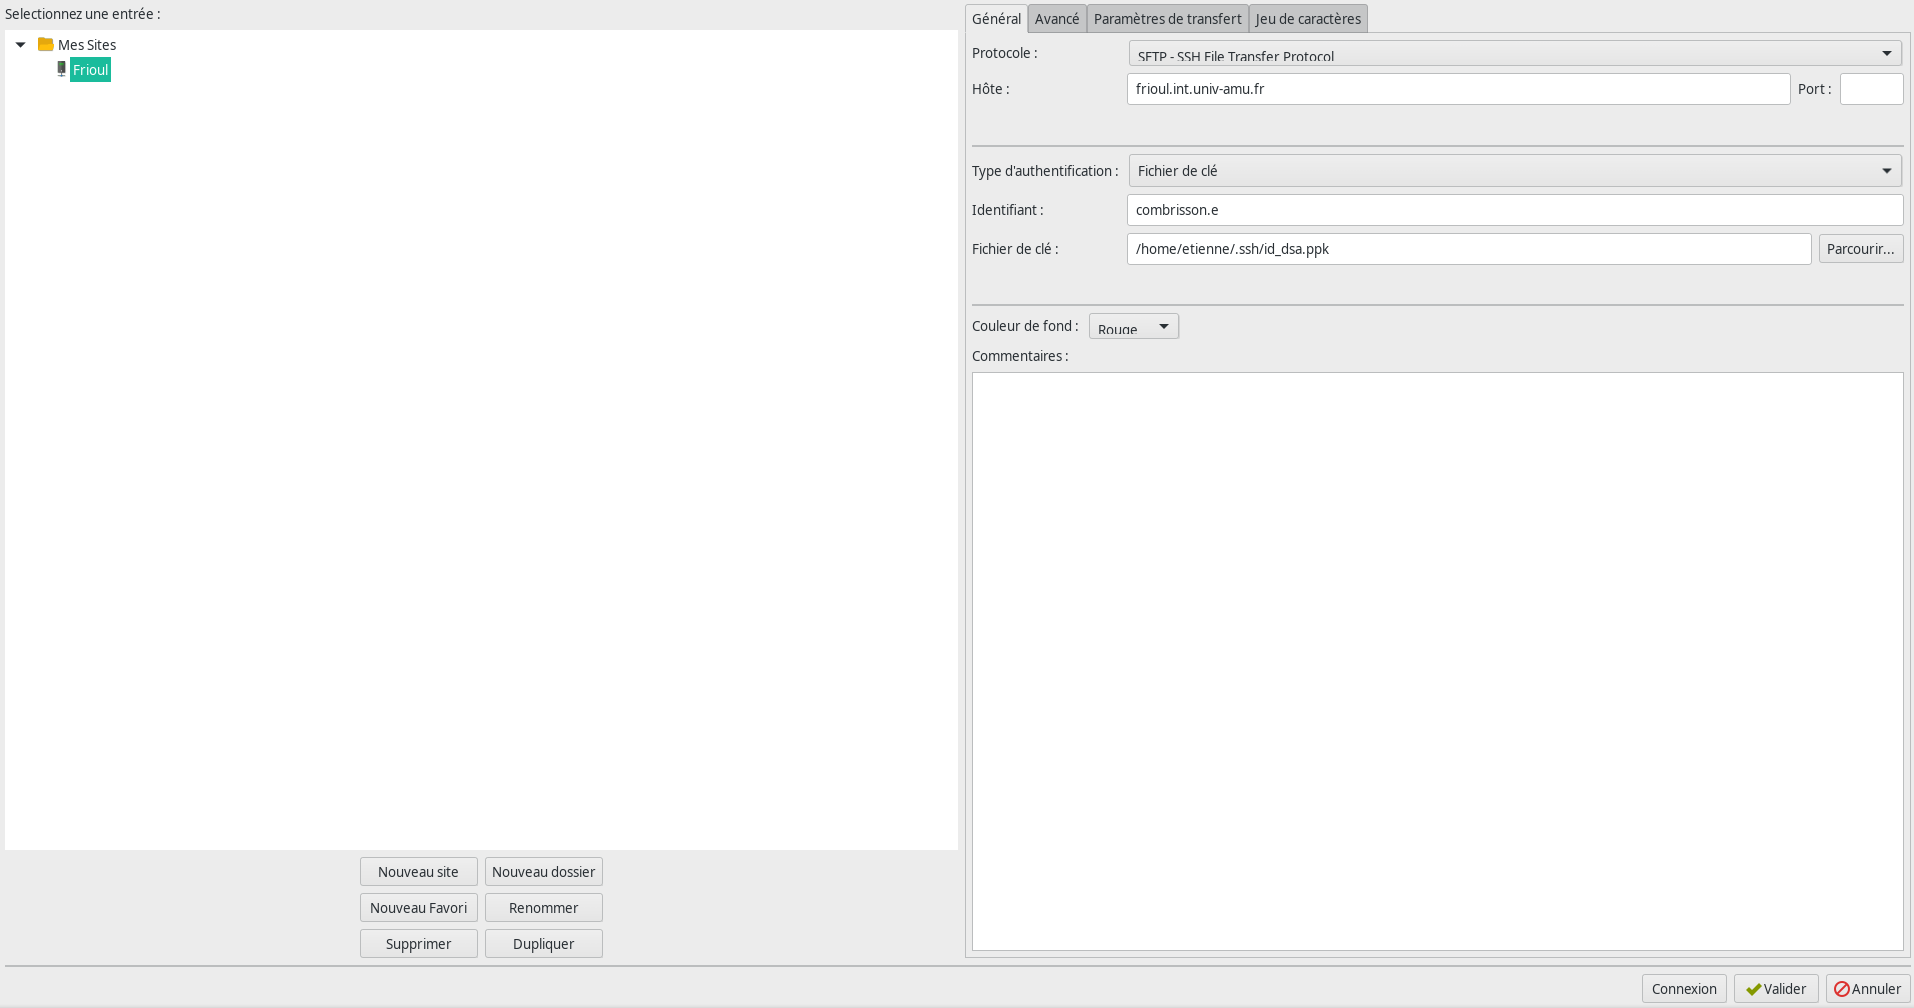 Selectionnez une entrée :
Mes Sites
Frioul
Nouveau site
Nouveau dossier
Nouveau Favori
Renommer
Supprimer
Dupliquer
Général
Avancé
Paramètres de transfert
Jeu de caractères
Protocole :
SFTP - SSH File Transfer Protocol
Hôte :
frioul.int.univ-amu.fr
Port :
Type d'authentification :
Fichier de clé
Identifiant :
combrisson.e
Fichier de clé :
/home/etienne/.ssh/id_dsa.ppk
Parcourir...
Couleur de fond :
Rouge
Commentaires :
Connexion
Valider
Annuler